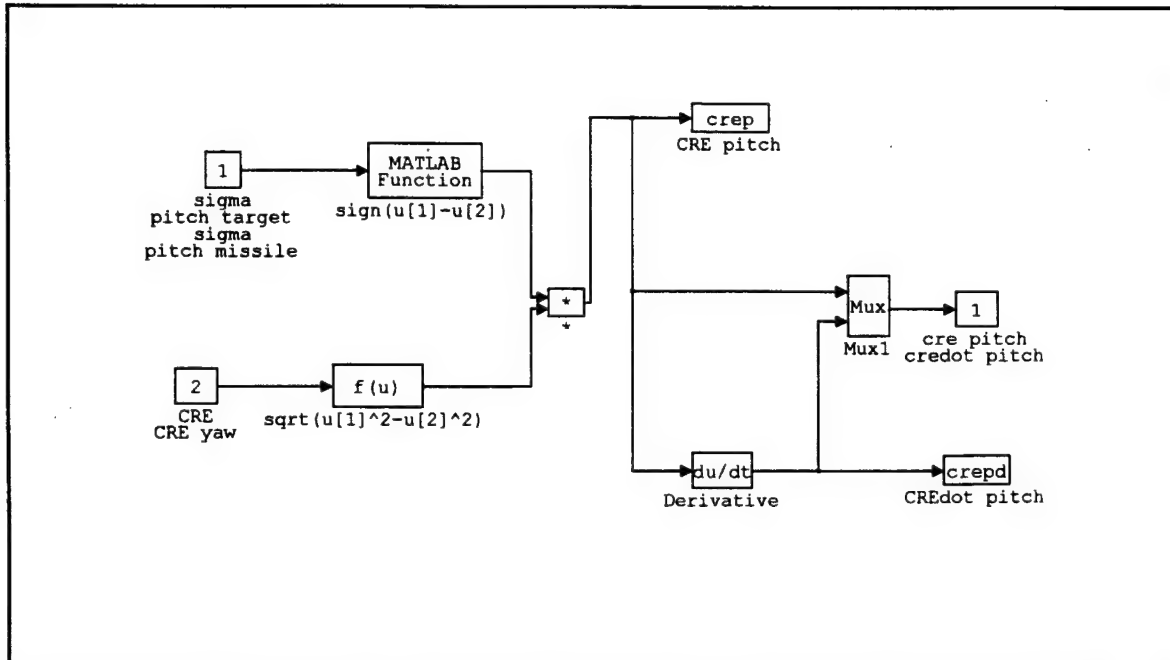 crep
CRE pitch
1
MATLAB
Function
sign(u[1]-u[2])
sigma
pitch target
sigma
pitch missile
*
*
Mux
Mux1
1
cre pitch
credot pitch
2
CRE
CRE yaw
f(u)
sqrt(u[1]^2-u[2]^2)
du/dt
Derivative
crepd
CREdot pitch